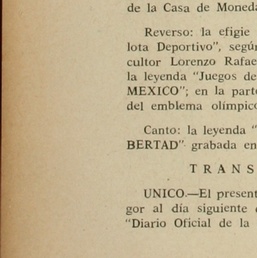 de la Casa de Moneda
Reverso: la efigie
lota Deportivo", segú
cultor Lorenzo Rafae
la leyenda "Juegos de
MEXICO"; en la parte
del emblema olímpico
Canto: la leyenda "
BERTAD" grabada en
TRANS
UNICO.—El present
gor al día siguiente
"Diario Oficial de la